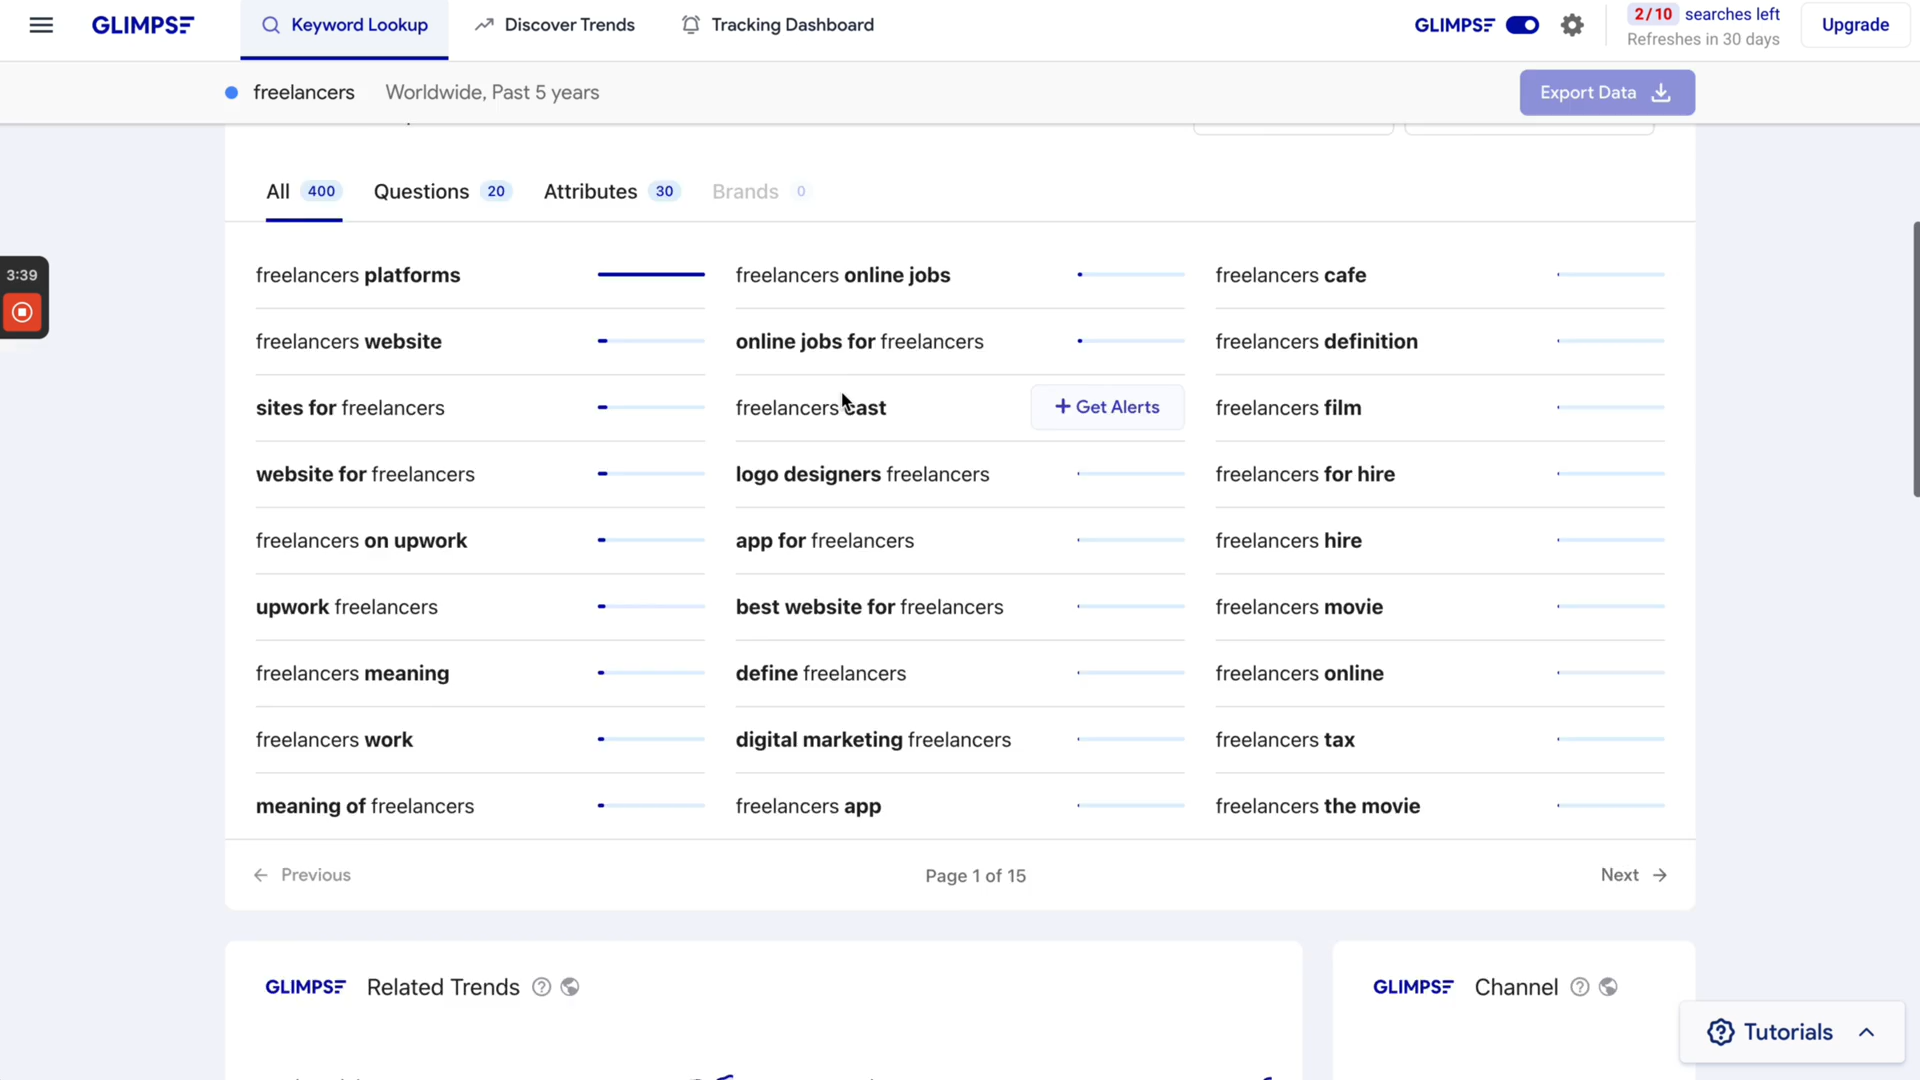 GLIMPSE
Keyword Lookup
Discover Trends
Tracking Dashboard
GLIMPSE
2/10 searches left
Refreshes in 30 days
Upgrade
freelancers
Worldwide, Past 5 years
Export Data
All 400
Questions 20
Attributes 30
Brands 0
3:39
freelancers platforms
freelancers online jobs
freelancers cafe
freelancers website
online jobs for freelancers
freelancers definition
sites for freelancers
freelancers cast
+ Get Alerts
freelancers film
website for freelancers
logo designers freelancers
freelancers for hire
freelancers on upwork
app for freelancers
freelancers hire
upwork freelancers
best website for freelancers
freelancers movie
freelancers meaning
define freelancers
freelancers online
freelancers work
digital marketing freelancers
freelancers tax
meaning of freelancers
freelancers app
freelancers the movie
← Previous
Page 1 of 15
Next →
GLIMPSE Related Trends
GLIMPSE Channel
Tutorials